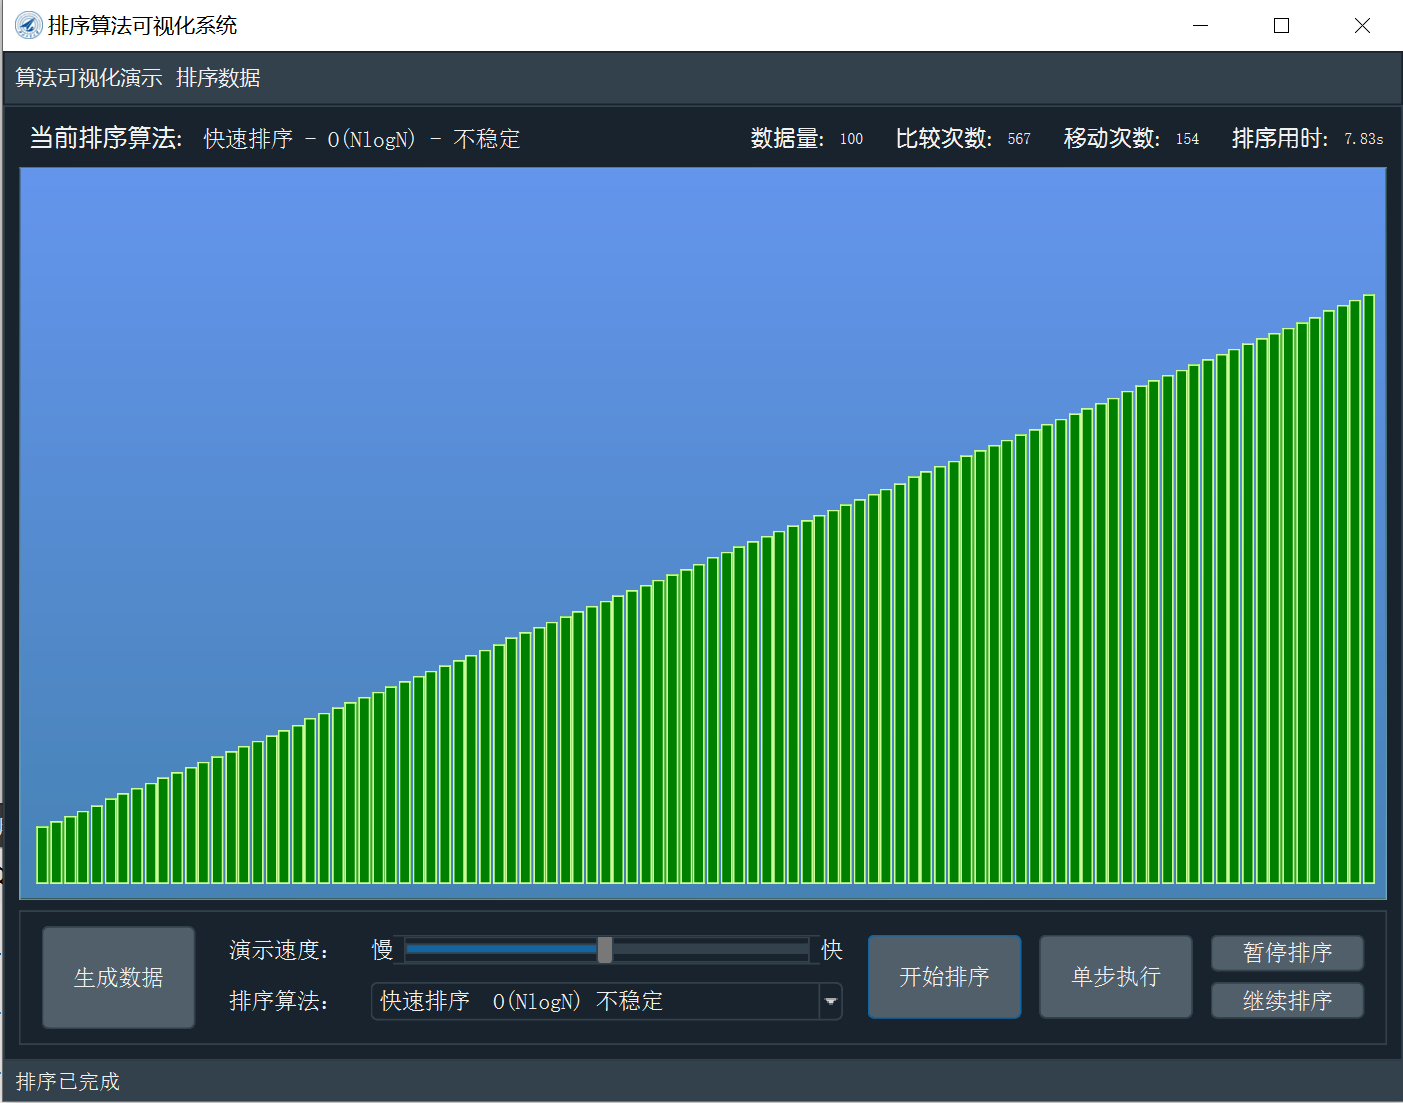 排序算法可视化系统
算法可视化演示 排序数据
当前排序算法: 快速排序 - O(NlogN) - 不稳定 数据量: 100 比较次数: 567 移动次数: 154 排序用时: 7.83s
生成数据
演示速度: 慢 快
排序算法: 快速排序 O(NlogN) 不稳定
开始排序
单步执行
暂停排序
继续排序
排序已完成